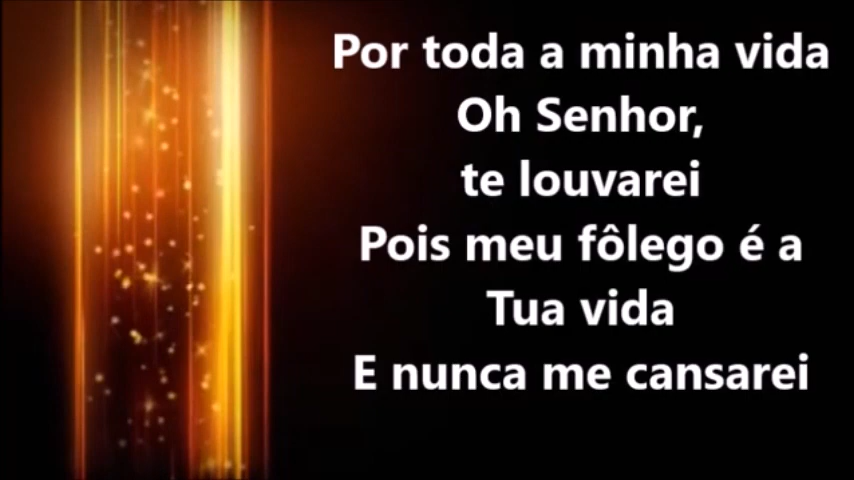 Por toda a minha vida
Oh Senhor,
te louvarei
Pois meu fôlego é a
Tua vida
E nunca me cansarei